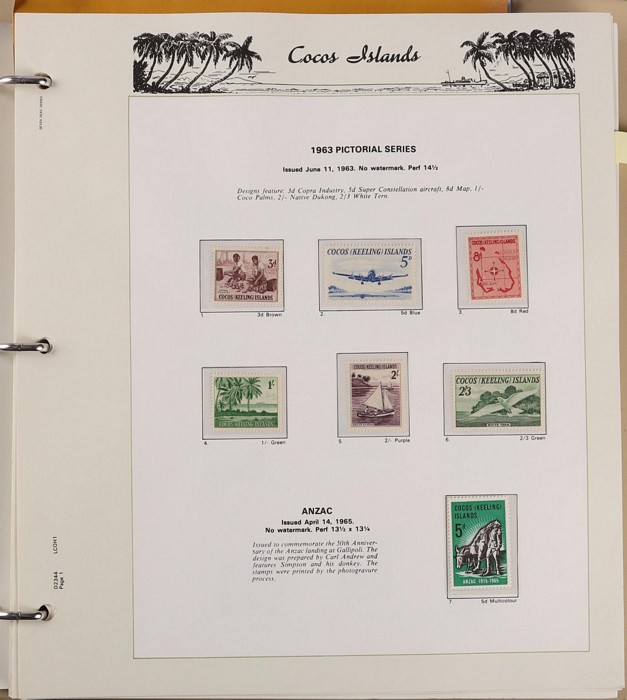 Cocos Islands
1963 PICTORIAL SERIES
Issued June 11, 1963. No watermark. Perf 14½
Designs feature: 3d Copra Industry, 5d Super Constellation aircraft, 8d Map, 1/-
Coco Palms, 2/- Native Dukong, 2/3 White Tern.
3d
COCOS (KEELING) ISLANDS
1. 3d Brown
COCOS (KEELING) ISLANDS
5D
2. 5d Blue
COCOS (KEELING) ISLANDS
8d
3. 8d Red
1/-
COCOS (KEELING) ISLANDS
4. 1/- Green
COCOS (KEELING) ISLANDS
2/-
5. 2/- Purple
COCOS (KEELING) ISLANDS
2/3
WHITE TERN
6. 2/3 Green
ANZAC
Issued April 14, 1965.
No watermark. Perf 13½ x 13¼
Issued to commemorate the 50th Anniver-
sary of the Anzac landing at Gallipoli. The
design was prepared by Carl Andrew and
features Simpson and his donkey. The
stamps were printed by the photogravure
process.
COCOS (KEELING)
ISLANDS
5d
ANZAC 1915-1965
7. 5d Multicolour
02344 LCOH1
Page 1